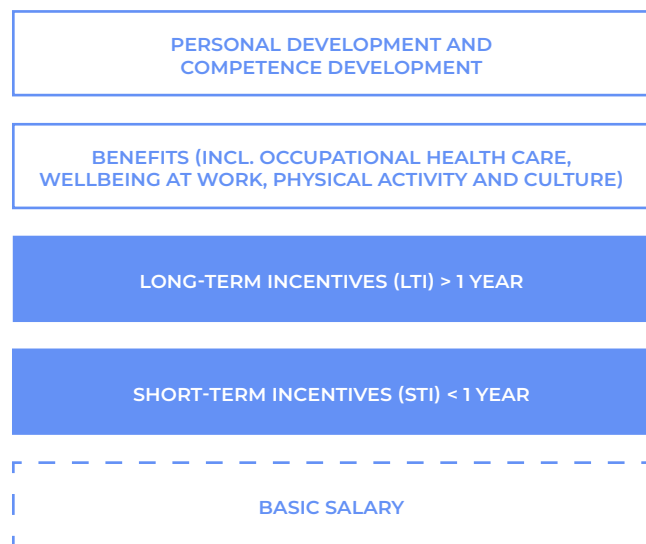 PERSONAL DEVELOPMENT AND
COMPETENCE DEVELOPMENT
BENEFITS (INCL. OCCUPATIONAL HEALTH CARE,
WELLBEING AT WORK, PHYSICAL ACTIVITY AND CULTURE)
LONG-TERM INCENTIVES (LTI) > 1 YEAR
SHORT-TERM INCENTIVES (STI) < 1 YEAR
BASIC SALARY